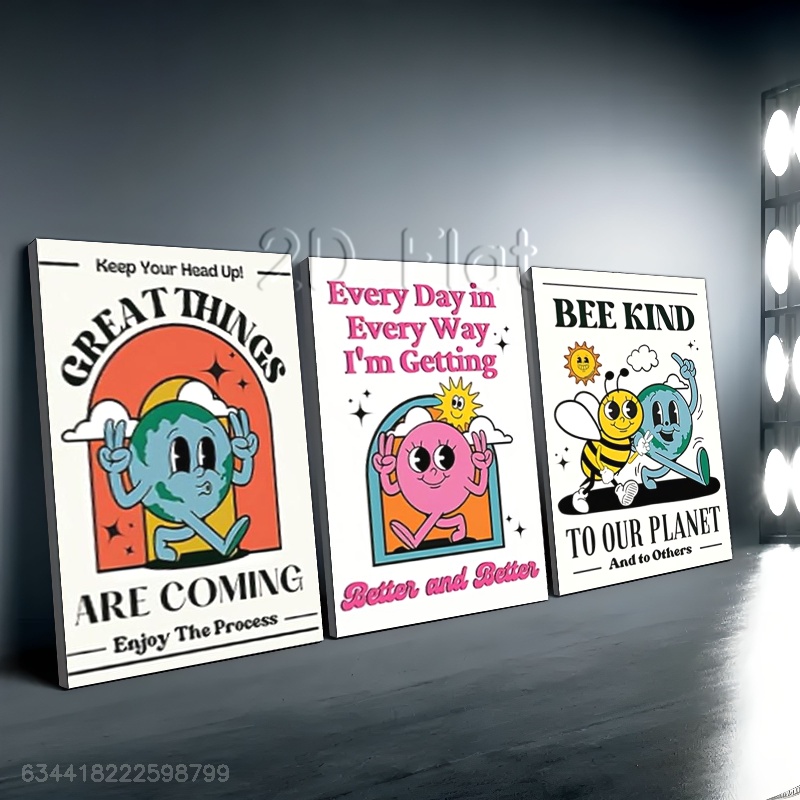 2D Flat
Keep Your Head Up!
GREAT THINGS
ARE COMING
Enjoy The Process
Every Day in
Every Way
I'm Getting
Better and Better
BEE KIND
TO OUR PLANET
And to Others
634418222598799